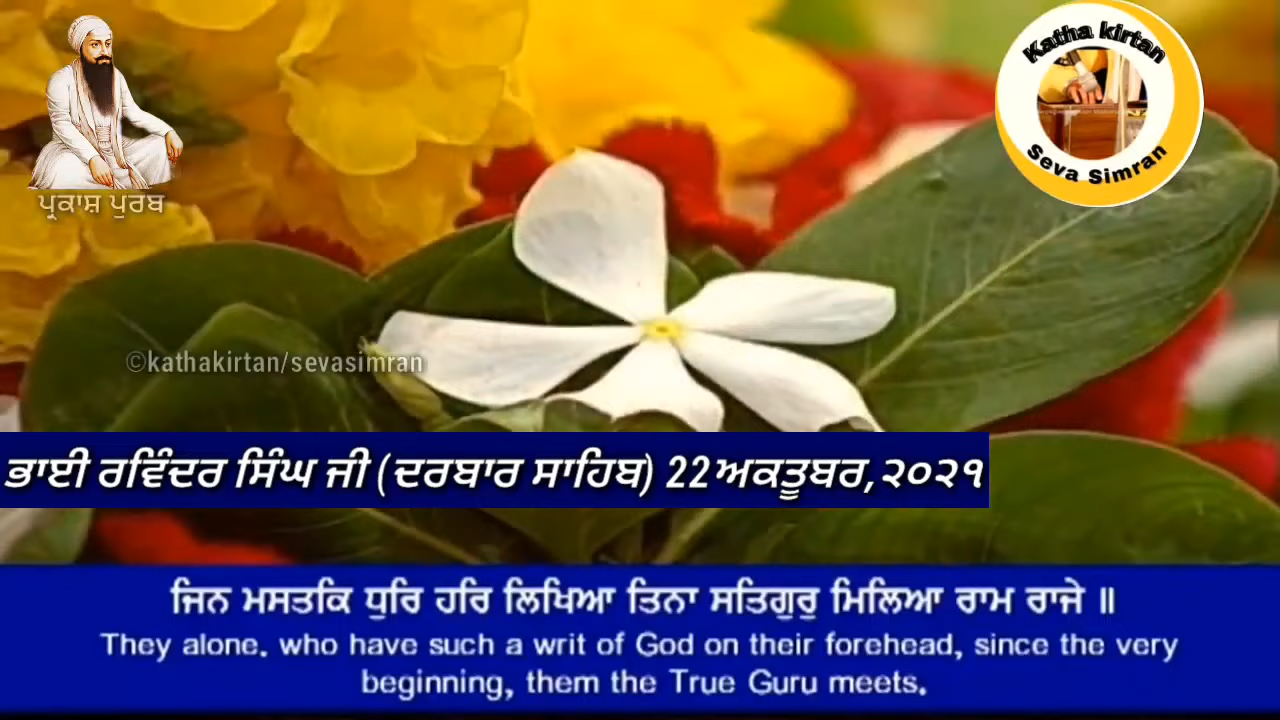 Katha kirtan
Seva Simran
ਪ੍ਰਕਾਸ਼ ਪੁਰਬ
©kathakirtan/sevasimran
ਭਾਈ ਰਵਿੰਦਰ ਸਿੰਘ ਜੀ (ਦਰਬਾਰ ਸਾਹਿਬ) 22ਅਕਤੂਬਰ,੨੦੨੧
ਜਿਨ ਮਸਤਕਿ ਧੁਰਿ ਹਰਿ ਲਿਖਿਆ ਤਿਨਾ ਸਤਿਗੁਰੁ ਮਿਲਿਆ ਰਾਮ ਰਾਜੇ ॥
They alone. who have such a writ of God on their forehead, since the very
beginning, them the True Guru meets.